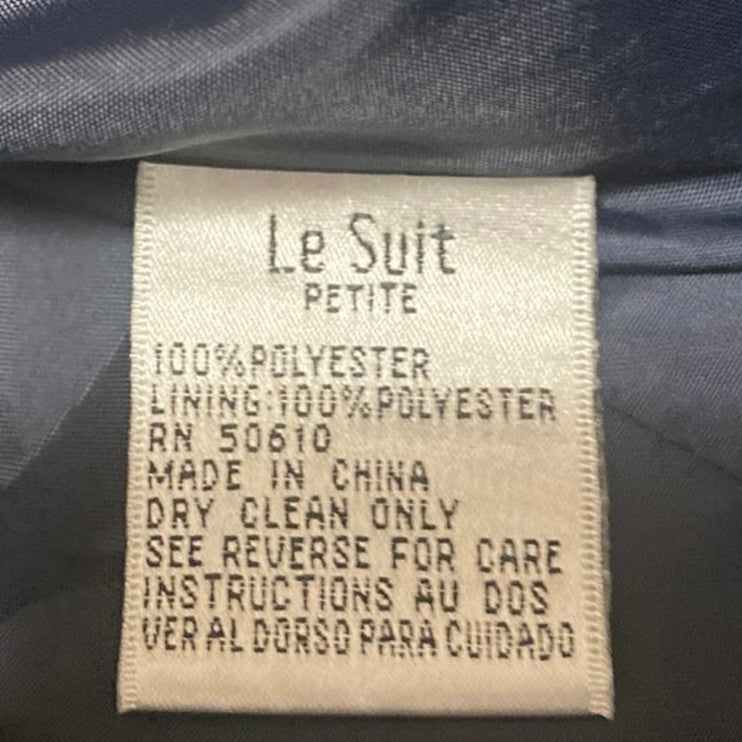 Le Suit
PETITE
100%POLYESTER
LINING:100%POLYESTER
RN 50610
MADE IN CHINA
DRY CLEAN ONLY
SEE REVERSE FOR CARE
INSTRUCTIONS AU DOS
VER AL DORSO PARA CUIDADO